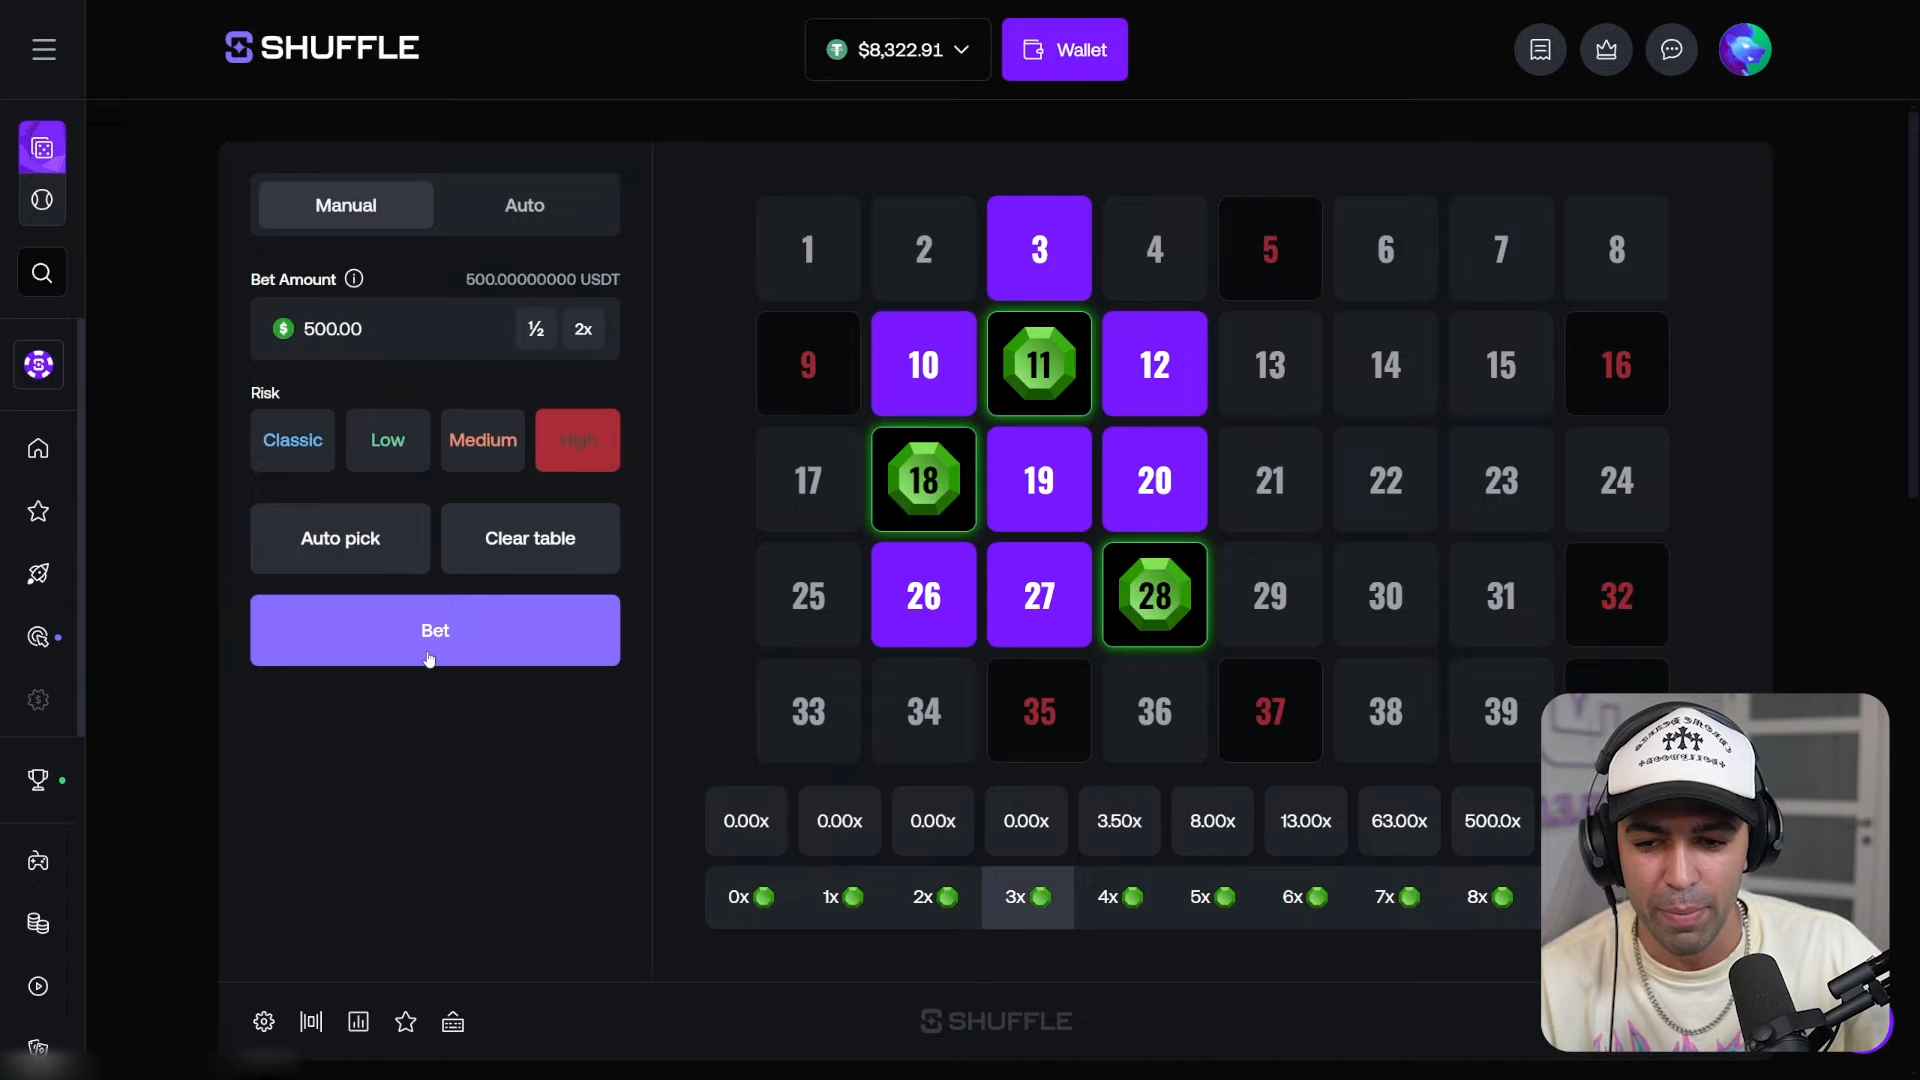 SHUFFLE
$8,322.91
Wallet
Manual
Auto
Bet Amount
500.00000000 USDT
500.00
½
2x
Risk
Classic
Low
Medium
High
Auto pick
Clear table
Bet
1 2 3 4 5 6 7 8
9 10 11 12 13 14 15 16
17 18 19 20 21 22 23 24
25 26 27 28 29 30 31 32
33 34 35 36 37 38 39
0.00x 0.00x 0.00x 0.00x 3.50x 8.00x 13.00x 63.00x 500.0x
0x 1x 2x 3x 4x 5x 6x 7x 8x
SHUFFLE